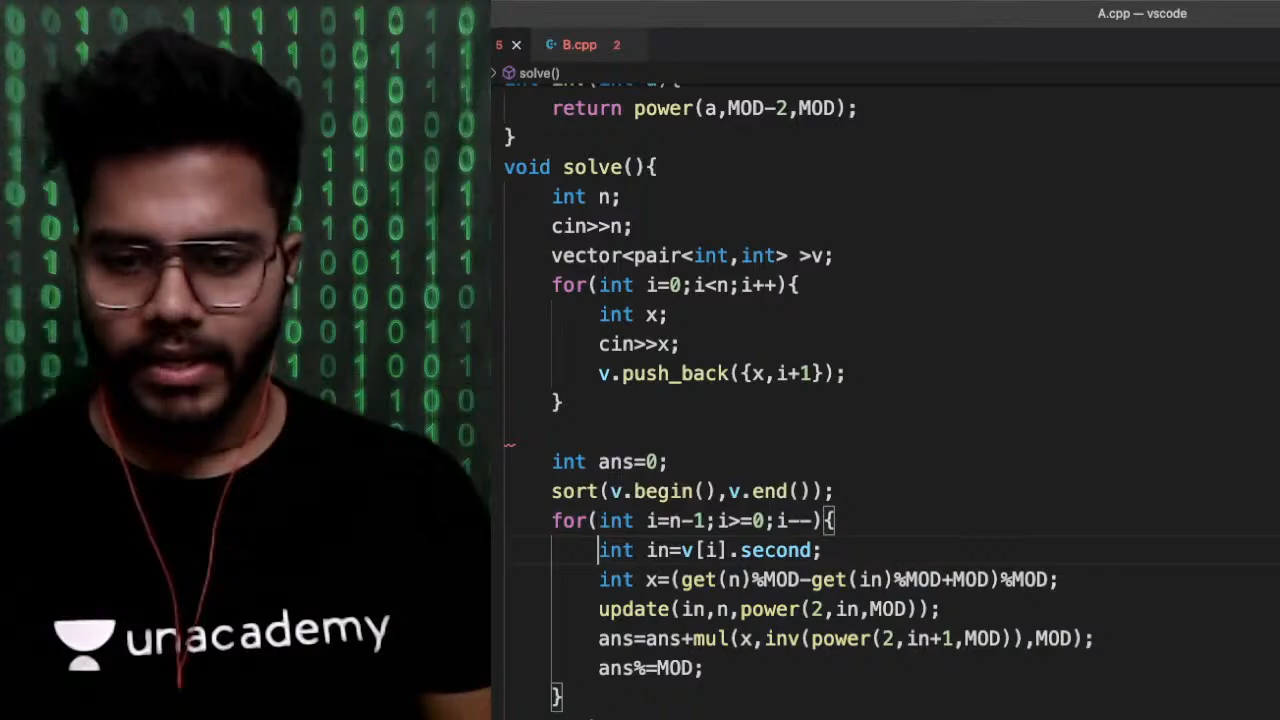 A.cpp — vscode
5 × B.cpp 2
solve()
return power(a,MOD-2,MOD);
}
void solve(){
int n;
cin>>n;
vector<pair<int,int> >v;
for(int i=0;i<n;i++){
int x;
cin>>x;
v.push_back({x,i+1});
}
int ans=0;
sort(v.begin(),v.end());
for(int i=n-1;i>=0;i--){
int in=v[i].second;
int x=(get(n)%MOD-get(in)%MOD+MOD)%MOD;
update(in,n,power(2,in,MOD));
ans=ans+mul(x,inv(power(2,in+1,MOD)),MOD);
ans%=MOD;
}
unacademy